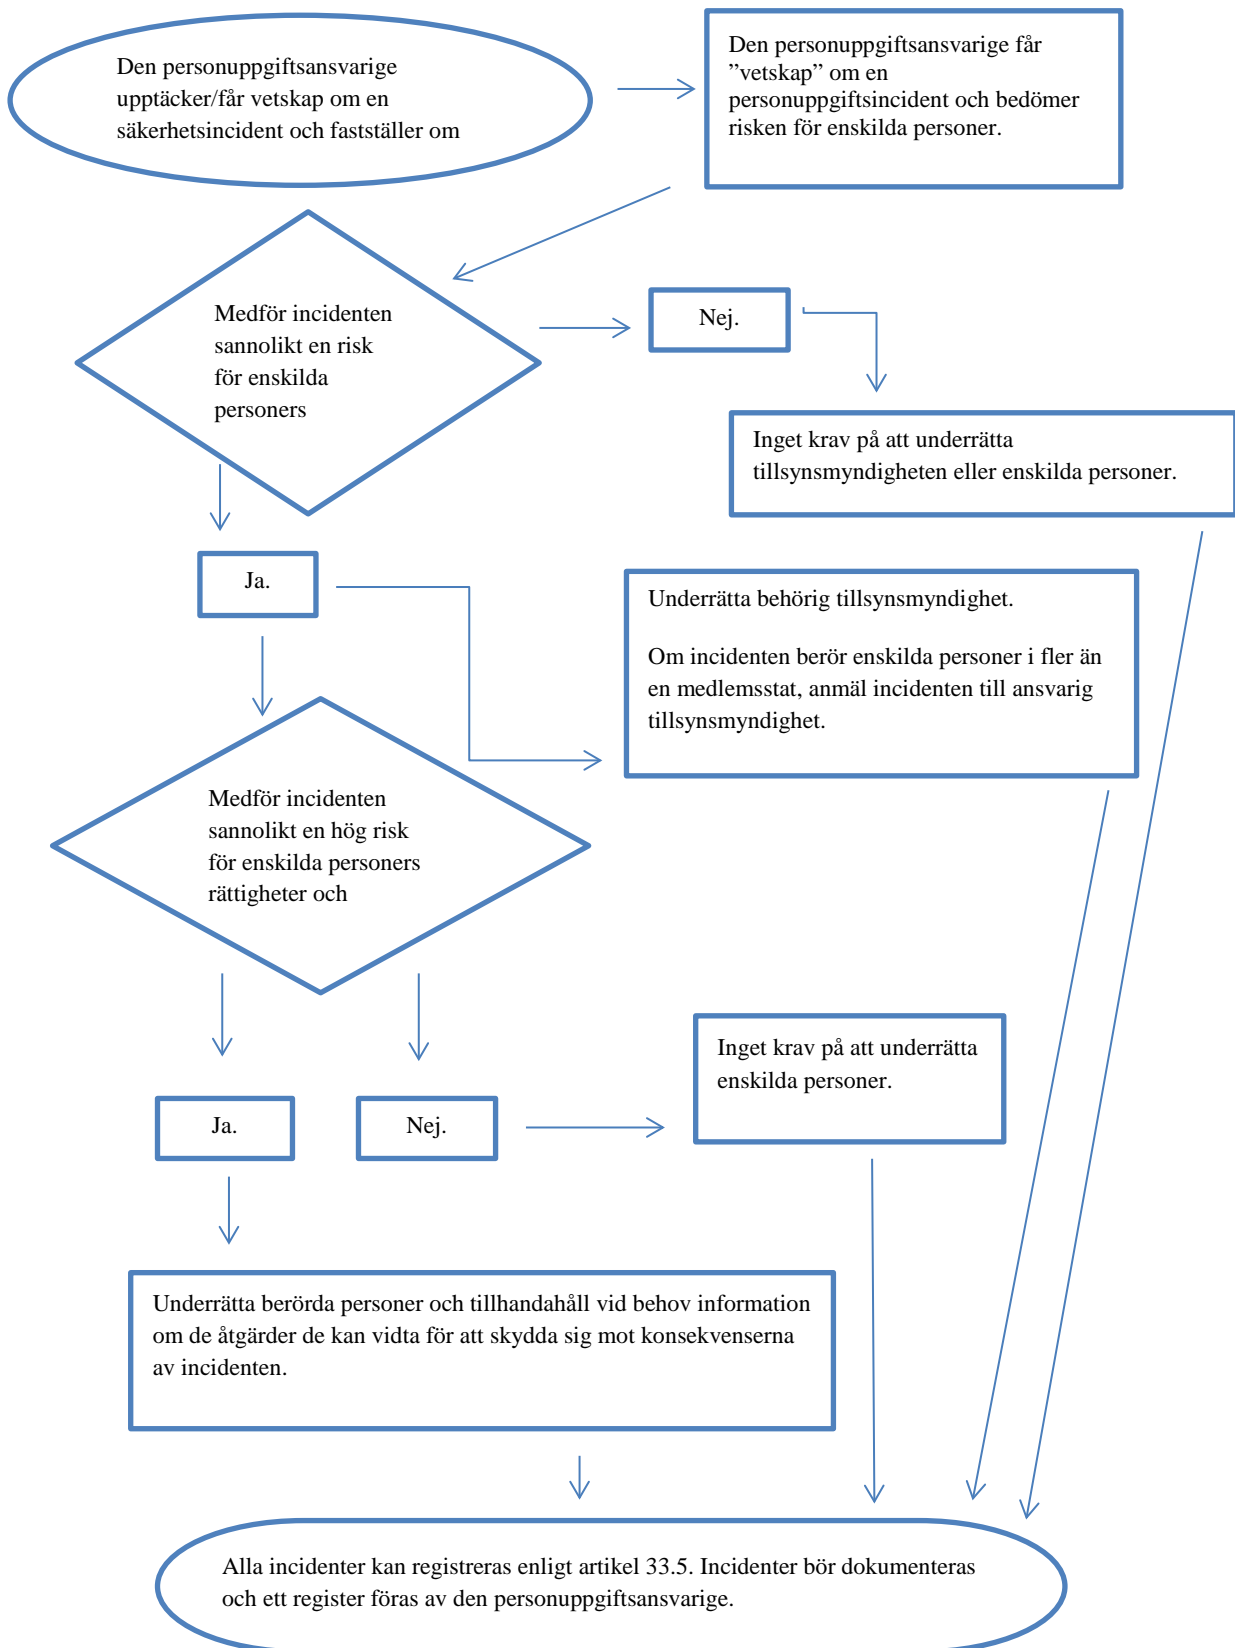 Den personuppgiftsansvarige
upptäcker/får vetskap om en
säkerhetsincident och fastställer om
Den personuppgiftsansvarige får
”vetskap” om en
personuppgiftsincident och bedömer
risken för enskilda personer.
Medför incidenten
sannolikt en risk
för enskilda
personers
Nej.
Inget krav på att underrätta
tillsynsmyndigheten eller enskilda personer.
Ja.
Underrätta behörig tillsynsmyndighet.
Om incidenten berör enskilda personer i fler än
en medlemsstat, anmäl incidenten till ansvarig
tillsynsmyndighet.
Medför incidenten
sannolikt en hög risk
för enskilda personers
rättigheter och
Inget krav på att underrätta
enskilda personer.
Ja.
Nej.
Underrätta berörda personer och tillhandahåll vid behov information
om de åtgärder de kan vidta för att skydda sig mot konsekvenserna
av incidenten.
Alla incidenter kan registreras enligt artikel 33.5. Incidenter bör dokumenteras
och ett register föras av den personuppgiftsansvarige.